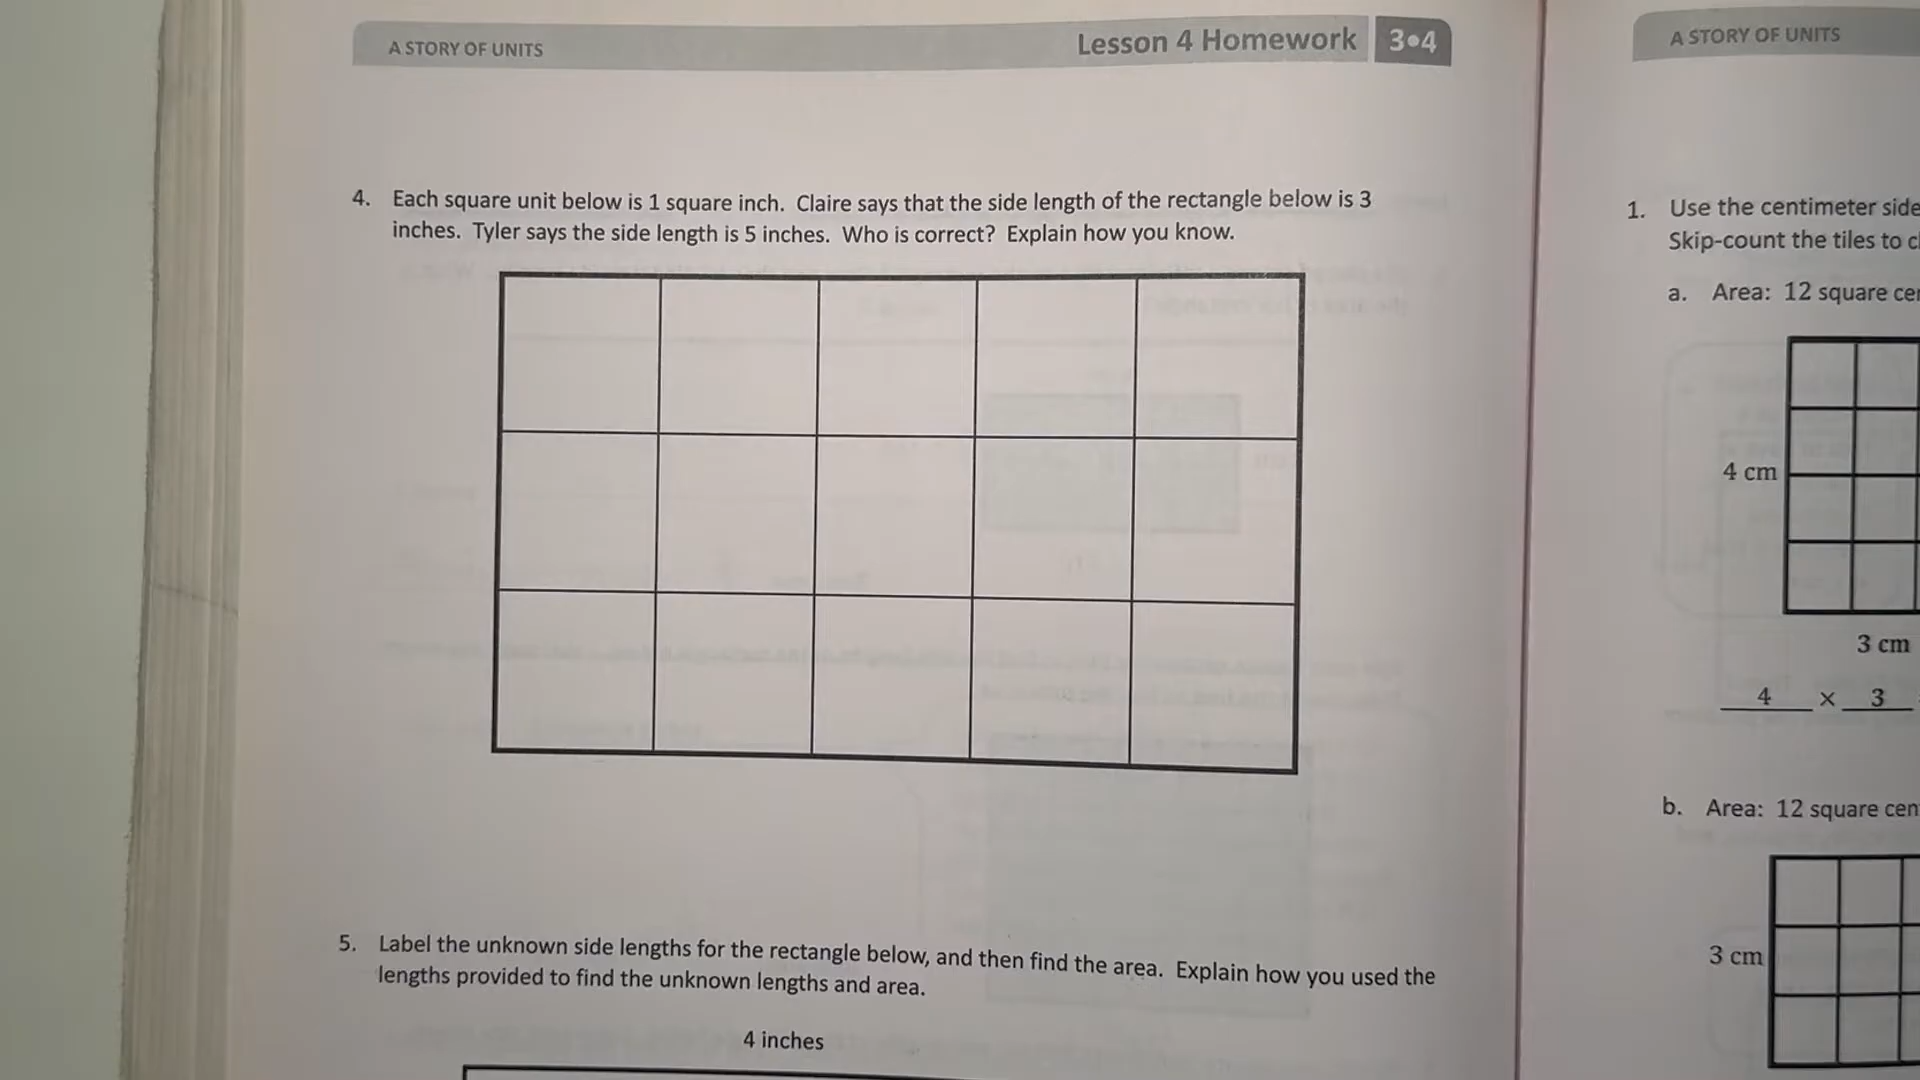 A STORY OF UNITS
Lesson 4 Homework 3•4
4. Each square unit below is 1 square inch. Claire says that the side length of the rectangle below is 3
inches. Tyler says the side length is 5 inches. Who is correct? Explain how you know.
5. Label the unknown side lengths for the rectangle below, and then find the area. Explain how you used the
lengths provided to find the unknown lengths and area.
4 inches
A STORY OF UNITS
1. Use the centimeter side
Skip-count the tiles to
a. Area: 12 square
4 cm
3 cm
4 × 3
b. Area: 12 square
3 cm